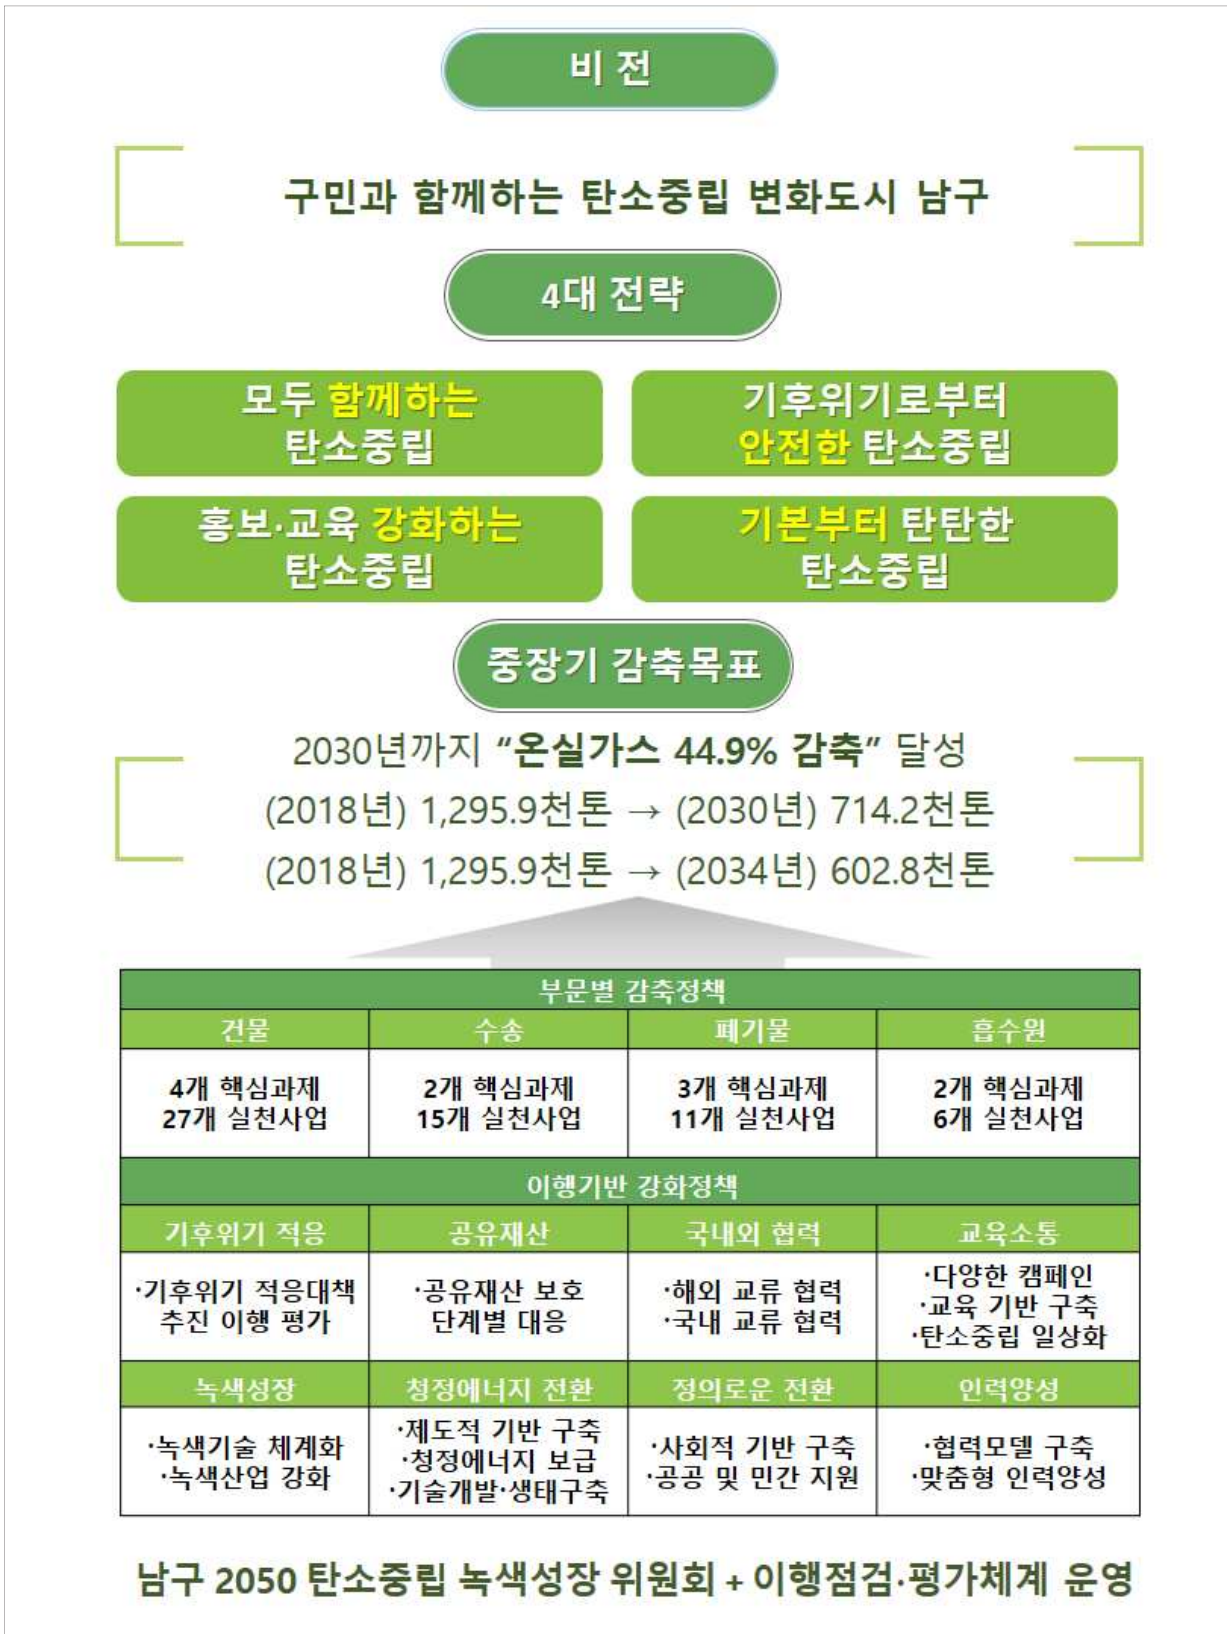 비 전
구민과 함께하는 탄소중립 변화도시 남구
4대 전략
모두 함께하는
탄소중립
기후위기로부터
안전한 탄소중립
홍보·교육 강화하는
탄소중립
기본부터 탄탄한
탄소중립
중장기 감축목표
2030년까지 “온실가스 44.9% 감축” 달성
(2018년) 1,295.9천톤 → (2030년) 714.2천톤
(2018년) 1,295.9천톤 → (2034년) 602.8천톤
부문별 감축정책
건물 수송 폐기물 흡수원
4개 핵심과제 2개 핵심과제 3개 핵심과제 2개 핵심과제
27개 실천사업 15개 실천사업 11개 실천사업 6개 실천사업
이행기반 강화정책
기후위기 적응 공유재산 국내외 협력 교육소통
·기후위기 적응대책
추진 이행 평가
·공유재산 보호
단계별 대응
·해외 교류 협력
·국내 교류 협력
·다양한 캠페인
·교육 기반 구축
·탄소중립 일상화
녹색성장 청정에너지 전환 정의로운 전환 인력양성
·녹색기술 체계화
·녹색산업 강화
·제도적 기반 구축
·청정에너지 보급
·기술개발·생태구축
·사회적 기반 구축
·공공 및 민간 지원
·협력모델 구축
·맞춤형 인력양성
남구 2050 탄소중립 녹색성장 위원회 + 이행점검·평가체계 운영